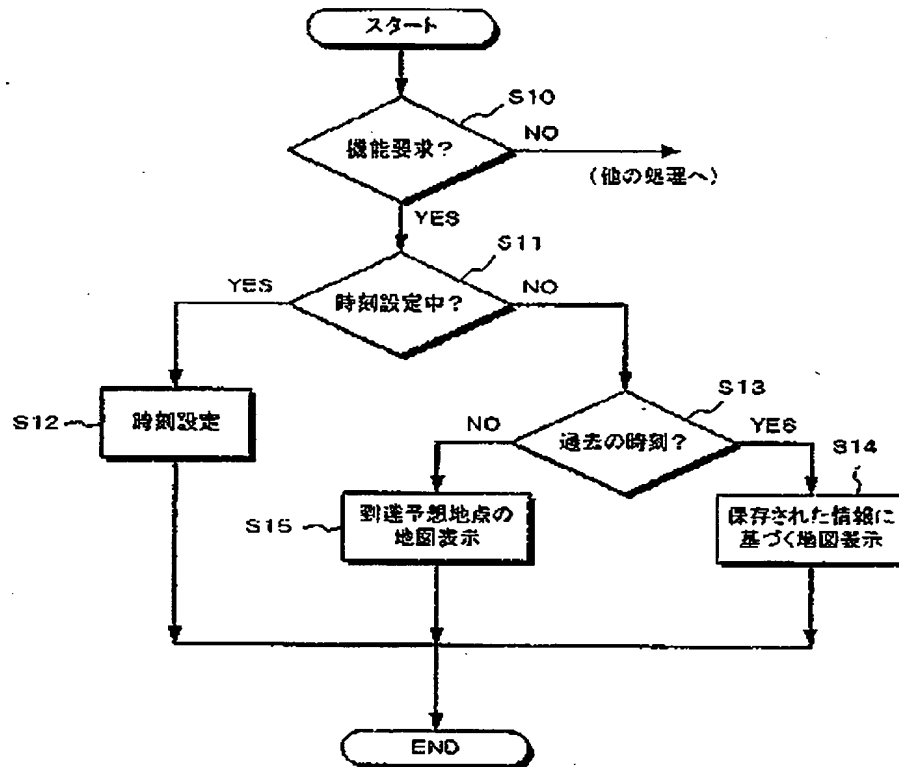 スタート
S10
機能要求?
NO
(他の処理へ)
YES
S11
YES
時刻設定中?
NO
S12
時刻設定
S13
NO
過去の時刻?
YES
S14
S15
到達予想地点の
地図表示
保存された情報に
基づく地図表示
END